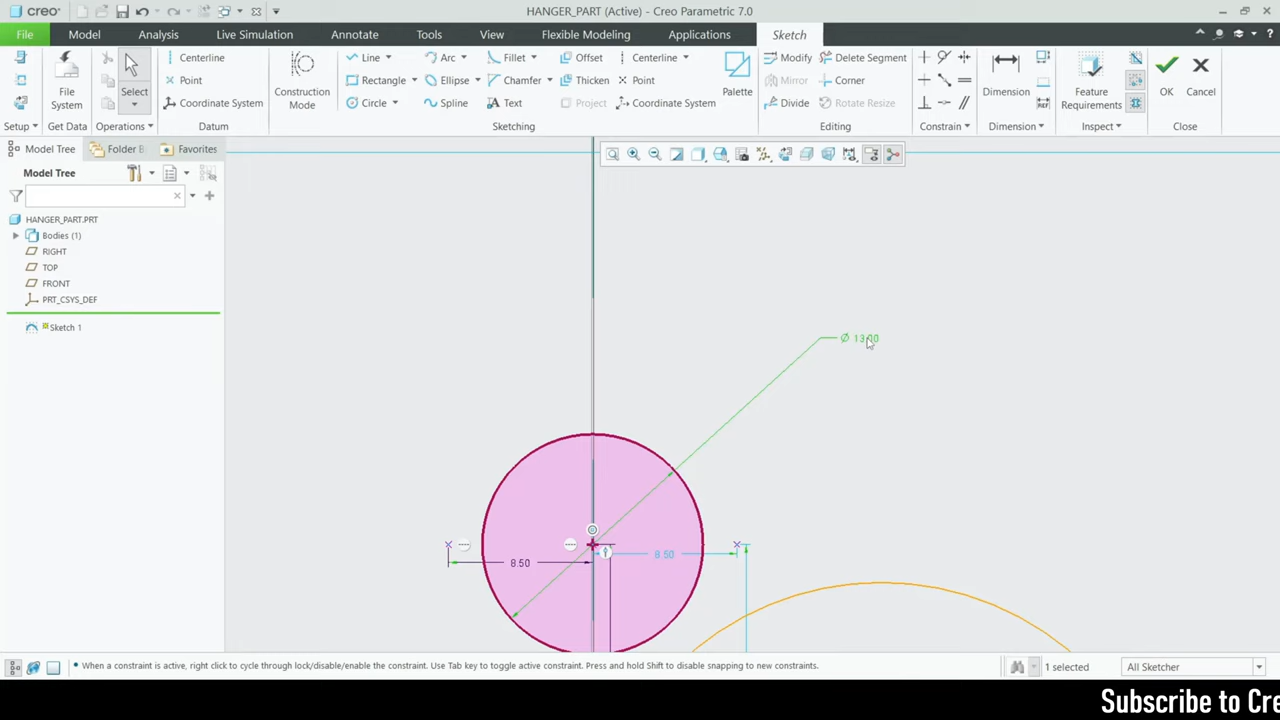 creo
HANGER_PART (Active) - Creo Parametric 7.0
File
Model
Analysis
Live Simulation
Annotate
Tools
View
Flexible Modeling
Applications
Sketch
File System
Select
Centerline
Point
Coordinate System
Construction Mode
Line
Arc
Fillet
Offset
Centerline
Rectangle
Ellipse
Chamfer
Thicken
Point
Circle
Spline
Text
Project
Coordinate System
Palette
Modify
Delete Segment
Mirror
Corner
Divide
Rotate Resize
Dimension
Feature Requirements
OK
Cancel
Setup
Get Data
Operations
Datum
Sketching
Editing
Constrain
Dimension
Inspect
Close
Model Tree
Folder B
Favorites
Model Tree
HANGER_PART.PRT
Bodies (1)
RIGHT
TOP
FRONT
PRT_CSYS_DEF
Sketch 1
Ø 13.00
8.50
8.50
• When a constraint is active, right click to cycle through lock/disable/enable the constraint. Use Tab key to toggle active constraint. Press and hold Shift to disable snapping to new constraints.
1 selected
All Sketcher
Subscribe to Cre